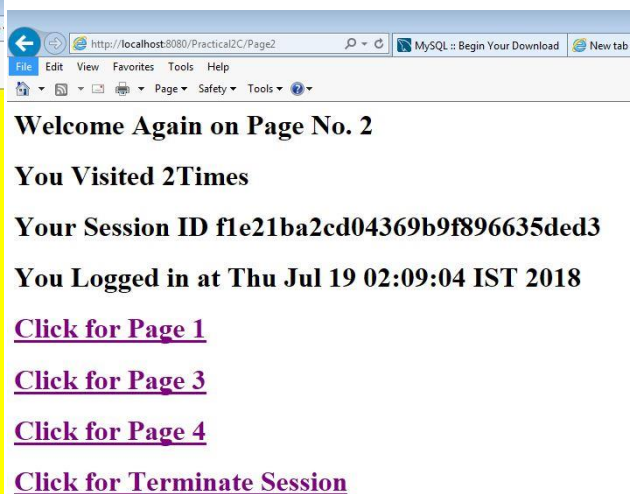 http://localhost:8080/Practical2C/Page2
MySQL :: Begin Your Download
New tab
File Edit View Favorites Tools Help
Page Safety Tools
Welcome Again on Page No. 2
You Visited 2Times
Your Session ID f1e21ba2cd04369b9f896635ded3
You Logged in at Thu Jul 19 02:09:04 IST 2018
Click for Page 1
Click for Page 3
Click for Page 4
Click for Terminate Session